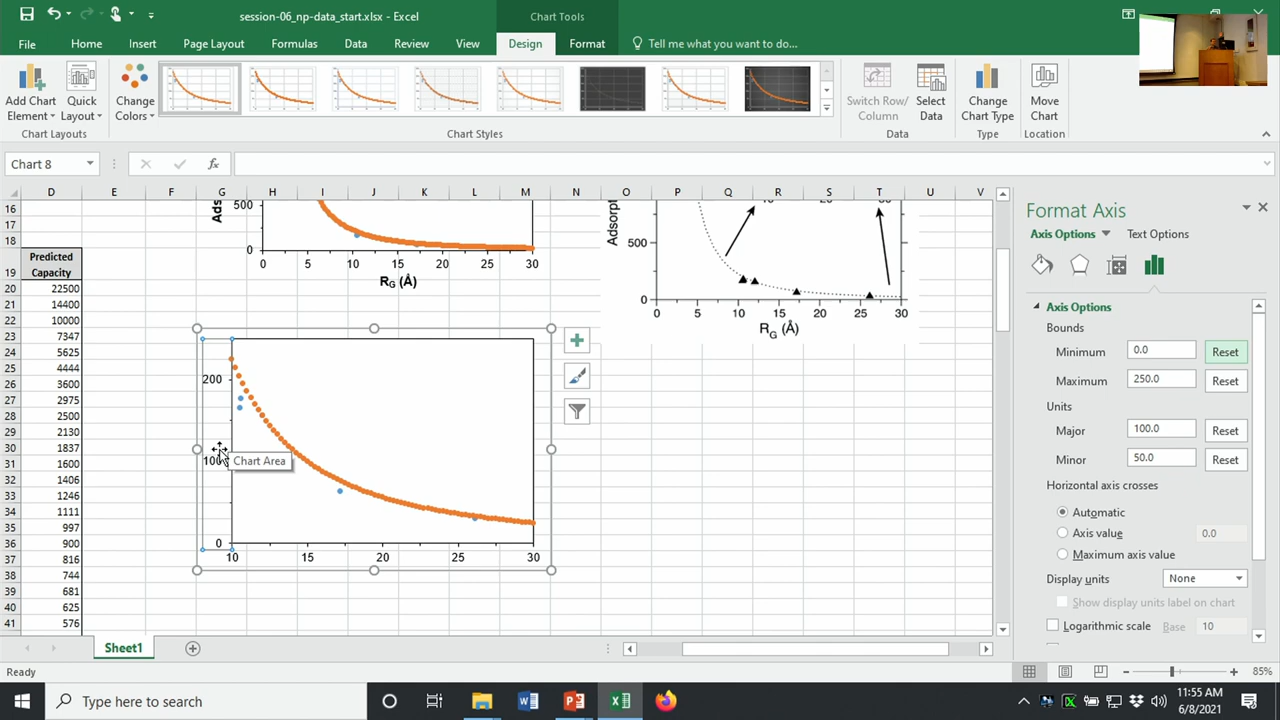 session-06_np-data_start.xlsx - Excel
Chart Tools
File
Home
Insert
Page Layout
Formulas
Data
Review
View
Design
Format
Tell me what you want to do...
Add Chart Element
Quick Layout
Change Colors
Switch Row/ Column
Select Data
Change Chart Type
Move Chart
Chart Layouts
Chart Styles
Data
Type
Location
Chart 8
fx
D E F G H I J K L M N O P Q R S T U V
16
17
18
19
20
21
22
23
24
25
26
27
28
29
30
31
32
33
34
35
36
37
38
39
40
41
Predicted
Capacity
22500
14400
10000
7347
5625
4444
3600
2975
2500
2130
1837
1600
1406
1246
1111
997
900
816
744
681
625
576
Ads
500
0
0 5 10 15 20 25 30
RG (Å)
Adsorpt
500
0
0 5 10 15 20 25 30
RG (Å)
200
100
0
10 15 20 25 30
Chart Area
Format Axis
Axis Options
Text Options
Axis Options
Bounds
Minimum 0.0 Reset
Maximum 250.0 Reset
Units
Major 100.0 Reset
Minor 50.0 Reset
Horizontal axis crosses
Automatic
Axis value 0.0
Maximum axis value
Display units None
Show display units label on chart
Logarithmic scale Base 10
Sheet1
Ready
85%
Type here to search
11:55 AM
6/8/2021